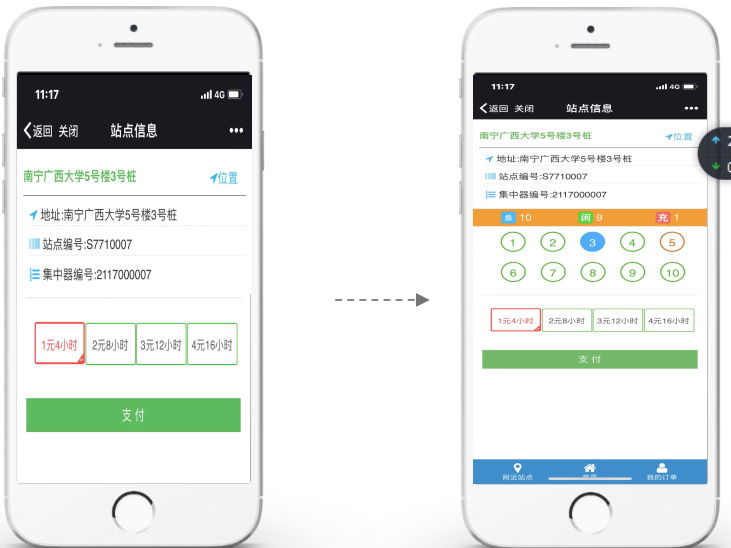 11:17
4G
返回 关闭 站点信息
南宁广西大学5号楼3号桩 位置
地址:南宁广西大学5号楼3号桩
站点编号:S7710007
集中器编号:2117000007
1元4小时 2元8小时 3元12小时 4元16小时
支付
11:17
4G
返回 关闭 站点信息
南宁广西大学5号楼3号桩 位置
地址:南宁广西大学5号楼3号桩
站点编号:S7710007
集中器编号:2117000007
总 10 闲 9 充 1
1 2 3 4 5
6 7 8 9 10
1元4小时 2元8小时 3元12小时 4元16小时
支付
附近站点 我的订单